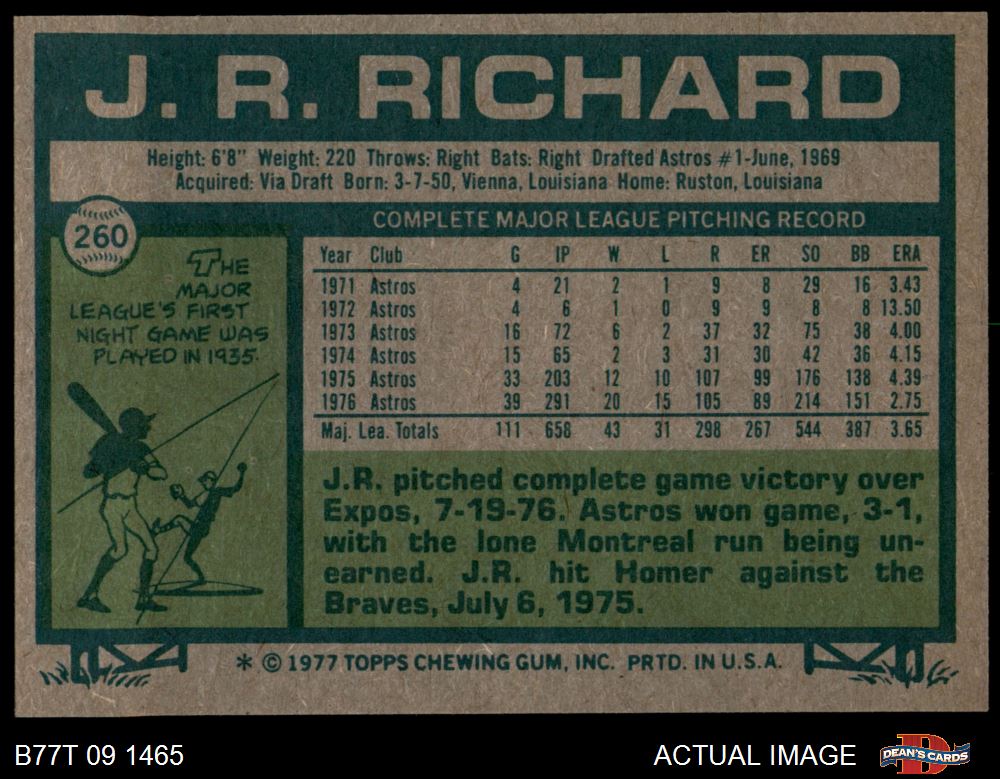 J. R. RICHARD
Height: 6'8" Weight: 220 Throws: Right Bats: Right Drafted Astros #1-June, 1969
Acquired: Via Draft Born: 3-7-50, Vienna, Louisiana Home: Ruston, Louisiana
260
THE
MAJOR
LEAGUE'S FIRST
NIGHT GAME WAS
PLAYED IN 1935.
COMPLETE MAJOR LEAGUE PITCHING RECORD
Year Club G IP W L R ER SO BB ERA
1971 Astros 4 21 2 1 9 8 29 16 3.43
1972 Astros 4 6 1 0 9 9 8 8 13.50
1973 Astros 16 72 6 2 37 32 75 38 4.00
1974 Astros 15 65 2 3 31 30 42 36 4.15
1975 Astros 33 203 12 10 107 99 176 138 4.39
1976 Astros 39 291 20 15 105 89 214 151 2.75
Maj. Lea. Totals 111 658 43 31 298 267 544 387 3.65
J.R. pitched complete game victory over
Expos, 7-19-76. Astros won game, 3-1,
with the lone Montreal run being un-
earned. J.R. hit Homer against the
Braves, July 6, 1975.
* © 1977 TOPPS CHEWING GUM, INC. PRTD. IN U.S.A.
B77T 09 1465
ACTUAL IMAGE
DEAN'S CARDS